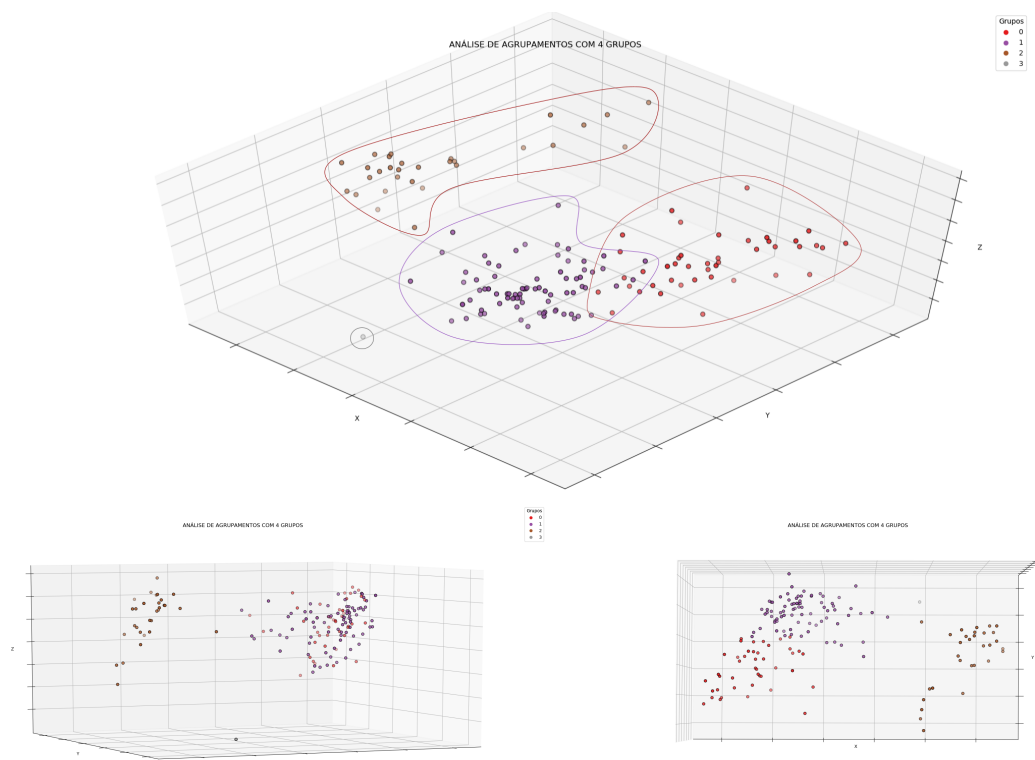 ANÁLISE DE AGRUPAMENTOS COM 4 GRUPOS
Grupos
0
1
2
3
Z
Y
X
ANÁLISE DE AGRUPAMENTOS COM 4 GRUPOS
Grupos
0
1
2
3
Z
Y
ANÁLISE DE AGRUPAMENTOS COM 4 GRUPOS
Y
X